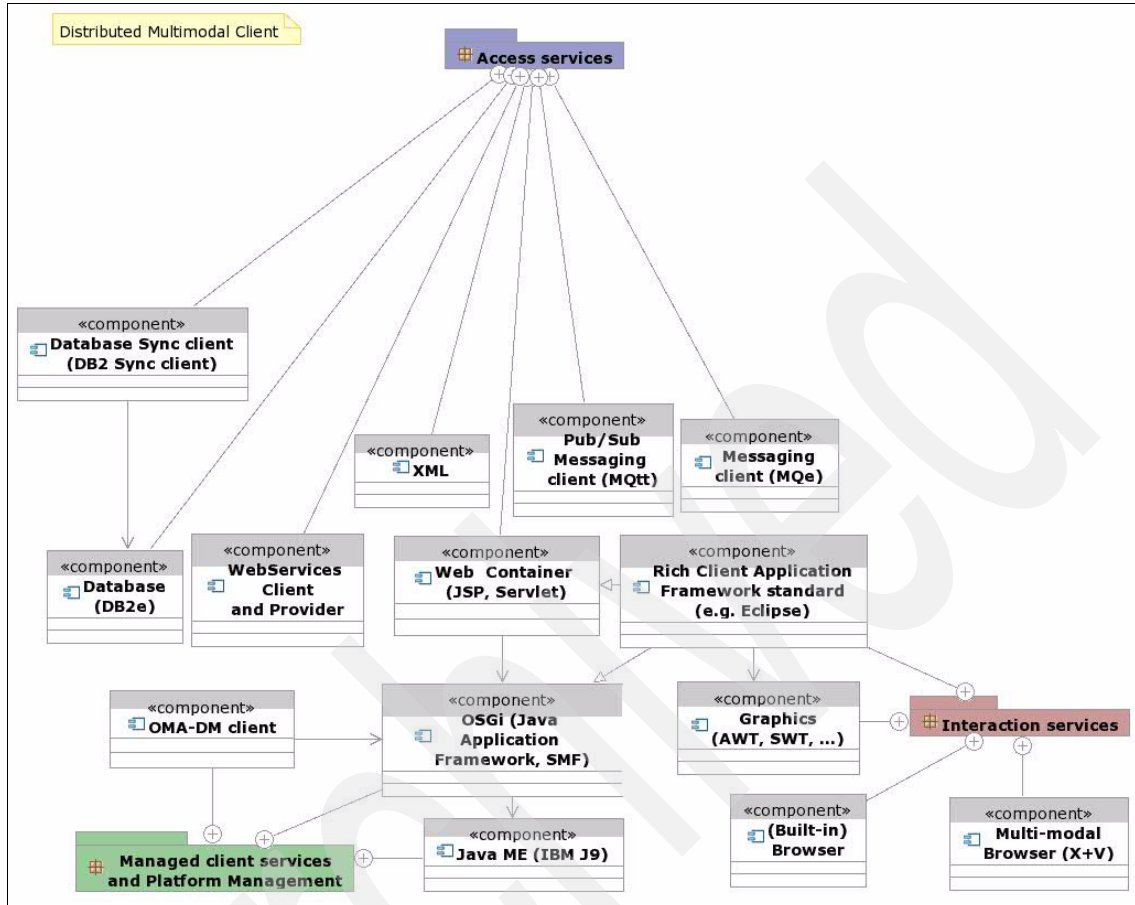 Distributed Multimodal Client
Access services
«component»
Database Sync client
(DB2 Sync client)
«component»
XML
«component»
Pub/Sub
Messaging
client (MQtt)
«component»
Messaging
client (MQe)
«component»
Database
(DB2e)
«component»
WebServices
Client
and Provider
«component»
Web Container
(JSP, Servlet)
«component»
Rich Client Application
Framework standard
(e.g. Eclipse)
«component»
OMA-DM client
«component»
OSGi (Java
Application
Framework, SMF)
«component»
Graphics
(AWT, SWT, ...)
Interaction services
«component»
(Built-in)
Browser
«component»
Multi-modal
Browser (X+V)
«component»
Java ME (IBM J9)
Managed client services
and Platform Management